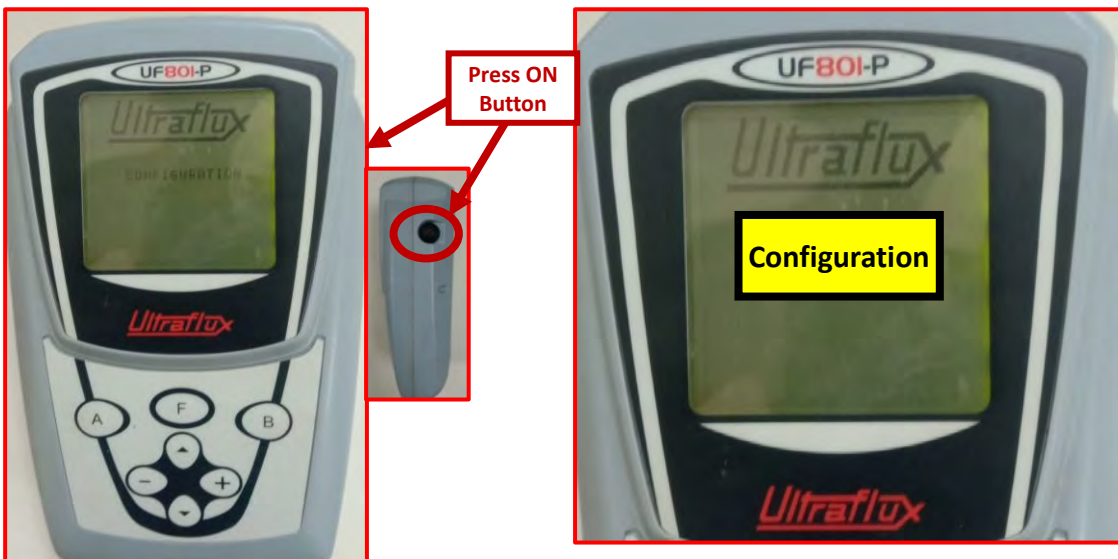 UF801-P
Ultraflux
CONFIGURATION
Ultraflux
A
F
B
-
+
Press ON
Button
UF801-P
Ultraflux
Configuration
Ultraflux